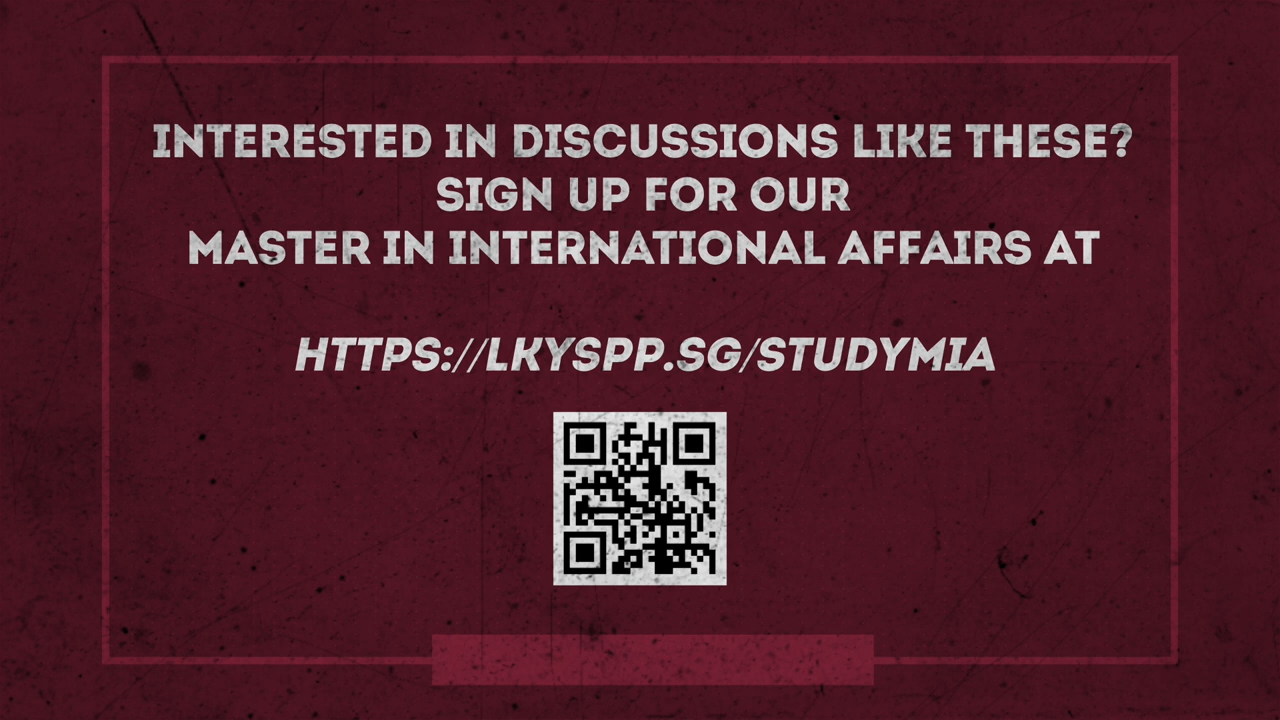 INTERESTED IN DISCUSSIONS LIKE THESE?
SIGN UP FOR OUR
MASTER IN INTERNATIONAL AFFAIRS AT
HTTPS://LKYSPP.SG/STUDYMIA